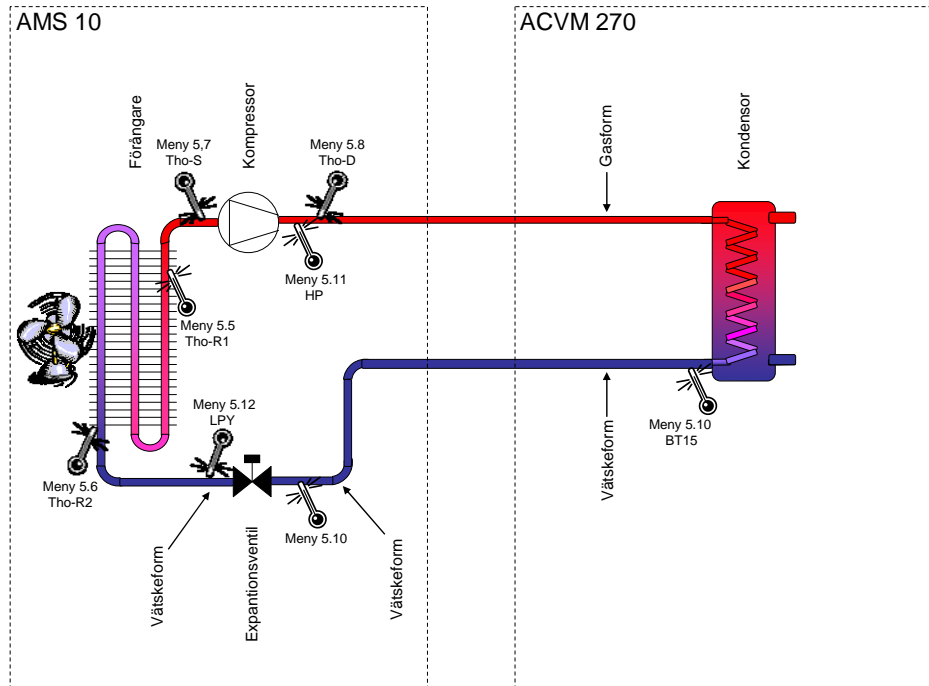 AMS 10
ACVM 270
Förångare
Meny 5,7
Tho-S
Kompressor
Meny 5.8
Tho-D
Gasform
Kondensor
Meny 5.11
HP
Meny 5.5
Tho-R1
Meny 5.12
LPY
Meny 5.10
BT15
Meny 5.6
Tho-R2
Meny 5.10
Vätskeform
Expantionsventil
Vätskeform
Vätskeform